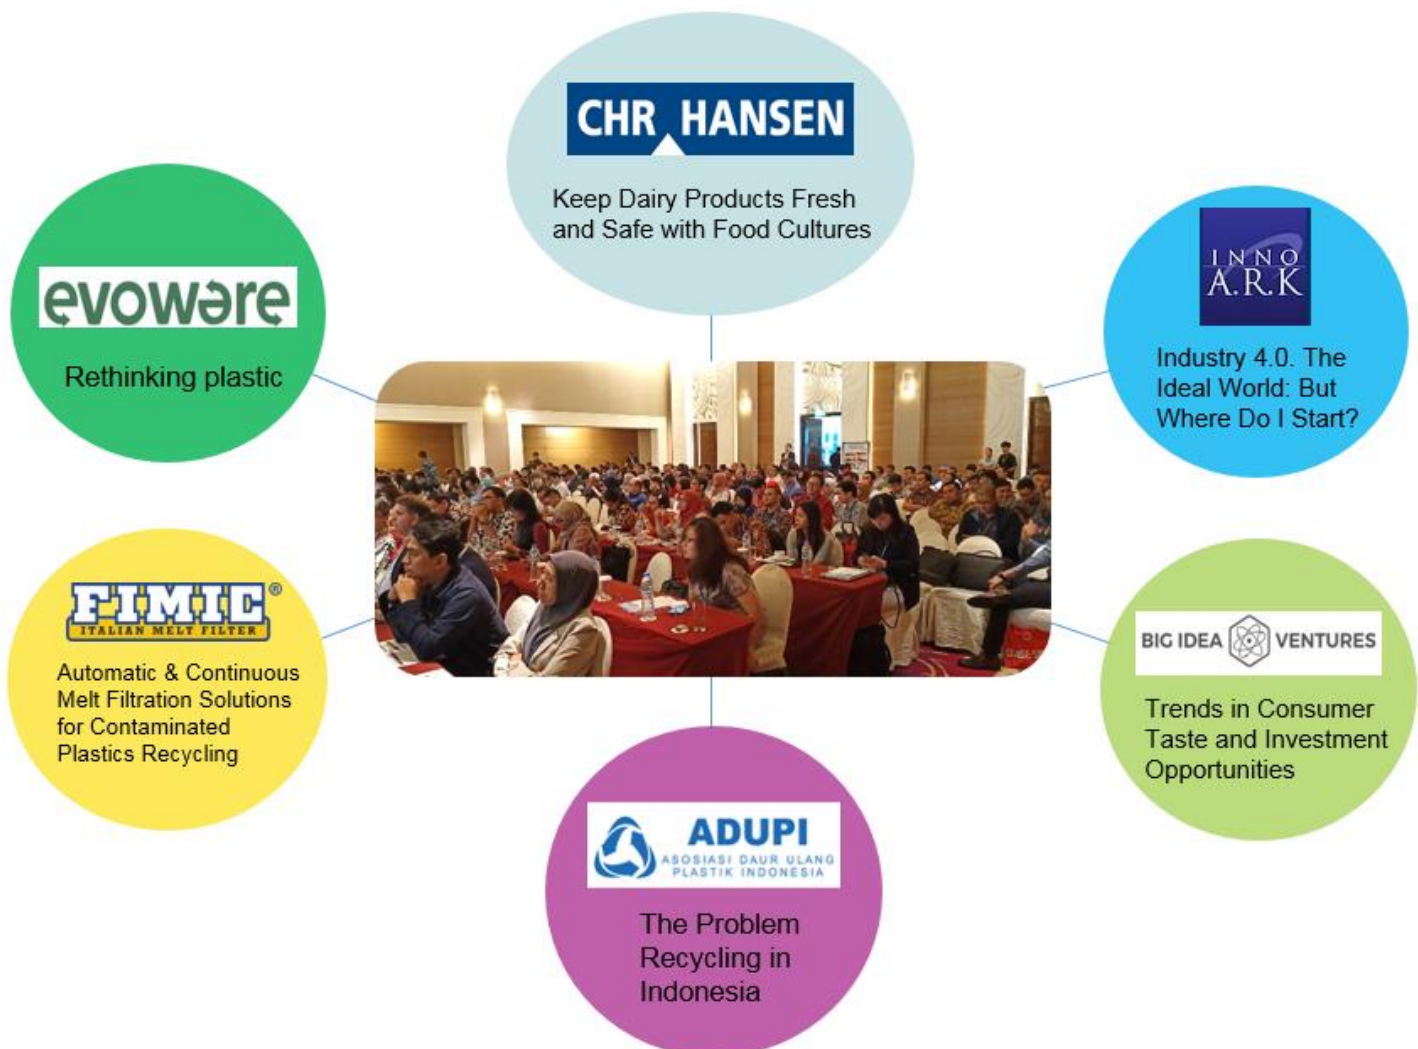 CHR HANSEN
Keep Dairy Products Fresh
and Safe with Food Cultures
evoware
Rethinking plastic
INNO
A.R.K
Industry 4.0. The
Ideal World: But
Where Do I Start?
FIMIC®
ITALIAN MELT FILTER
Automatic & Continuous
Melt Filtration Solutions
for Contaminated
Plastics Recycling
BIG IDEA VENTURES
Trends in Consumer
Taste and Investment
Opportunities
ADUPI
ASOSIASI DAUR ULANG
PLASTIK INDONESIA
The Problem
Recycling in
Indonesia